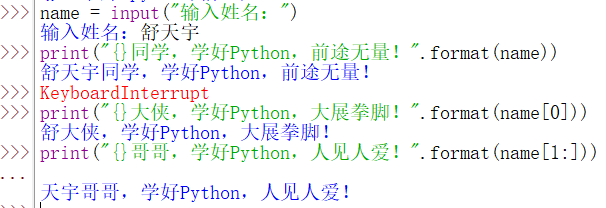 >>> name = input("输入姓名：")
输入姓名：舒天宇
>>> print("{}同学，学好Python，前途无量！".format(name))
舒天宇同学，学好Python，前途无量！
>>> KeyboardInterrupt
>>> print("{}大侠，学好Python，大展拳脚！".format(name[0]))
舒大侠，学好Python，大展拳脚！
>>> print("{}哥哥，学好Python，人见人爱！".format(name[1:]))
...
天宇哥哥，学好Python，人见人爱！